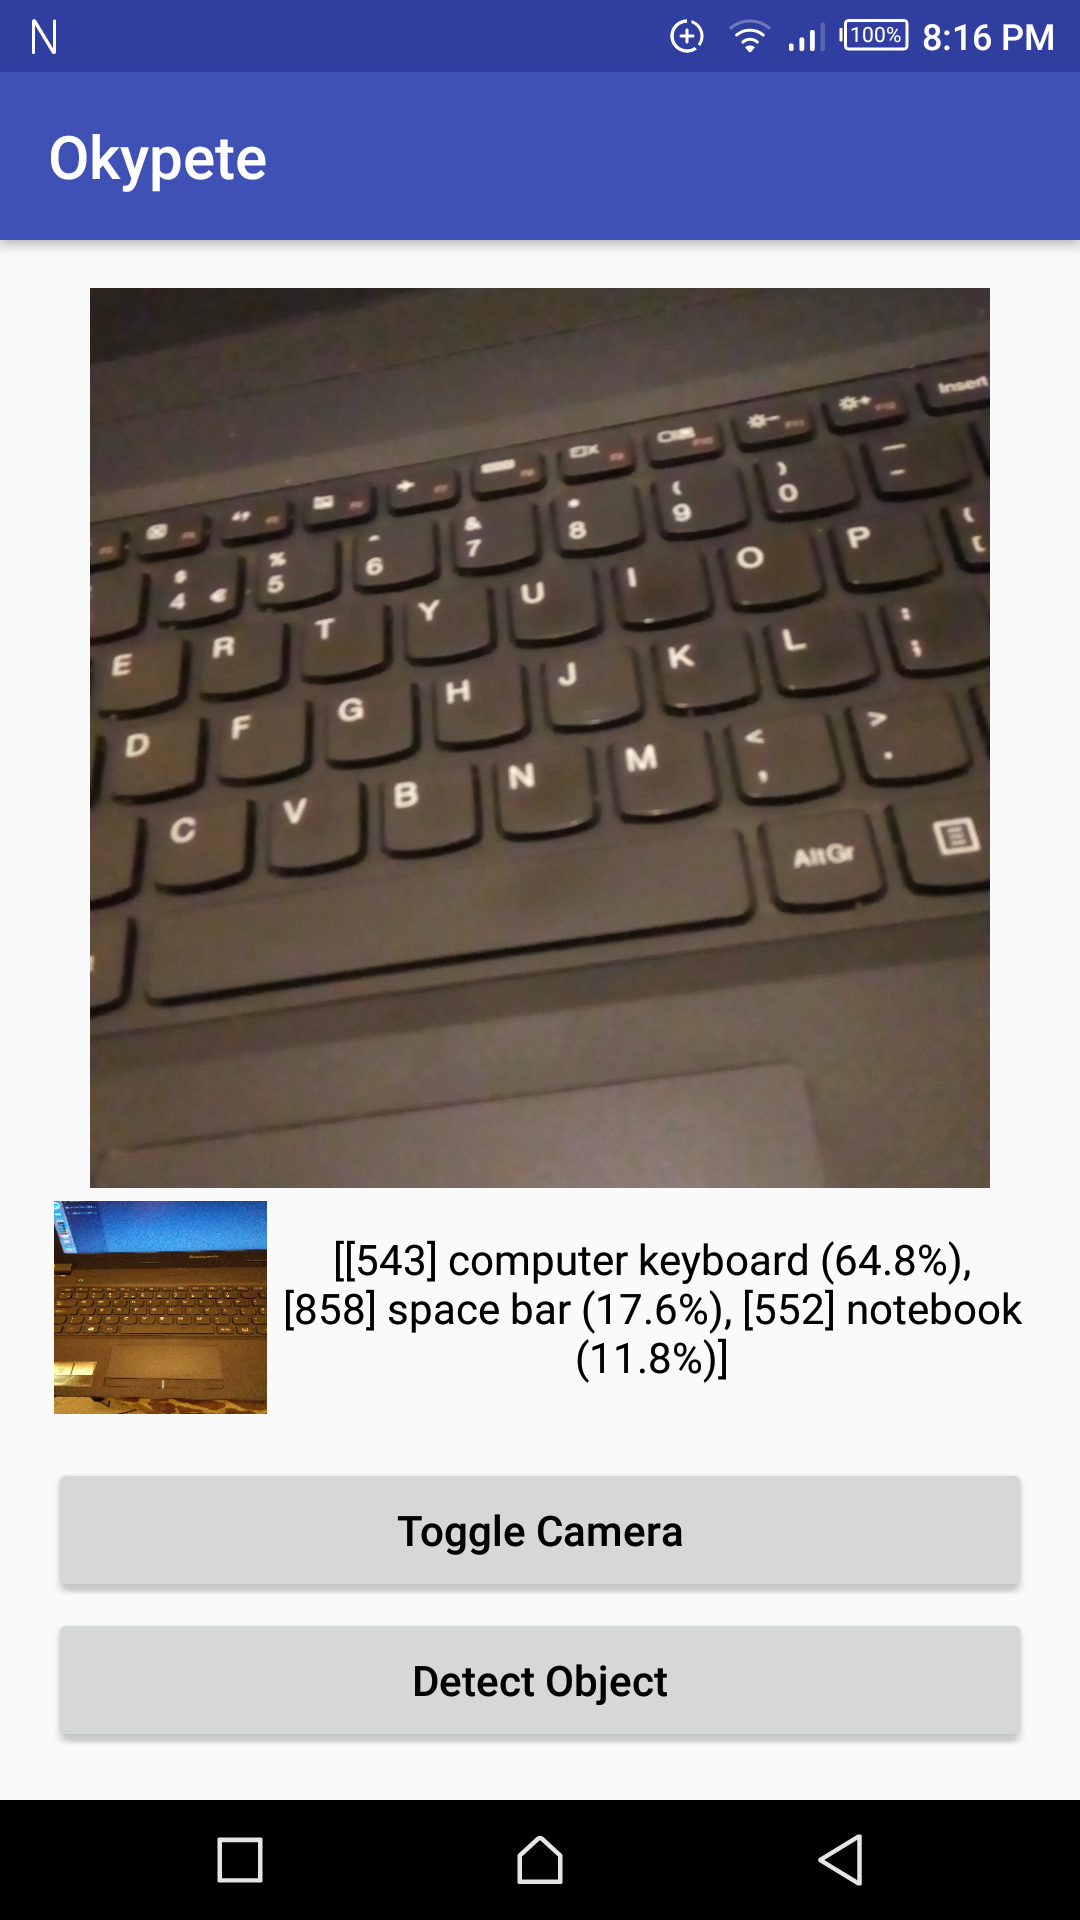 N 100% 8:16 PM
Okypete
Insert
$ 4 € % 5 ^ 6 & 7 * 8 ( 9 ) 0 — -
E R T Y U I O P { [
D F G H J K L : ;
C V B N M < , > .
AltGr
[[543] computer keyboard (64.8%),
[858] space bar (17.6%), [552] notebook
(11.8%)]
Toggle Camera
Detect Object